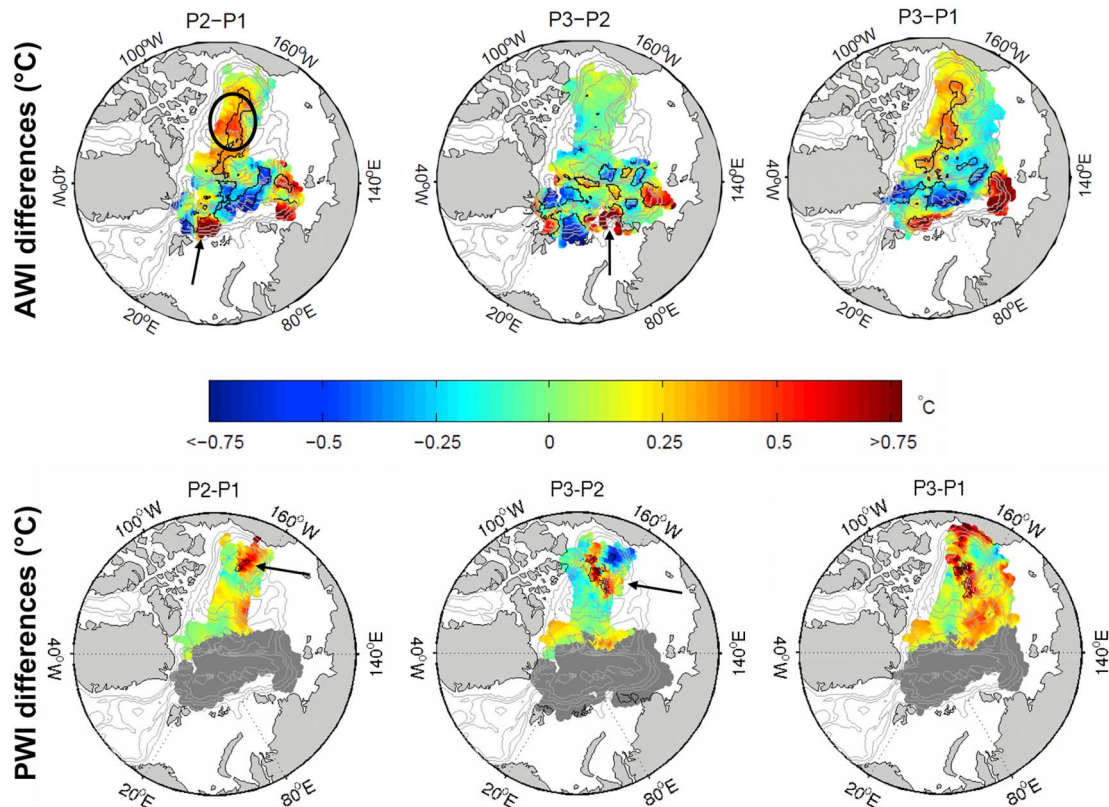 P2−P1
P3−P2
P3−P1
AWI differences (°C)
100°W
160°W
40°W
140°E
20°E
80°E
100°W
160°W
40°W
140°E
20°E
80°E
100°W
160°W
40°W
140°E
20°E
80°E
°C
<−0.75 −0.5 −0.25 0 0.25 0.5 >0.75
P2-P1
P3-P2
P3-P1
PWI differences (°C)
100°W
160°W
40°W
140°E
20°E
80°E
100°W
160°W
40°W
140°E
20°E
80°E
100°W
160°W
40°W
140°E
20°E
80°E